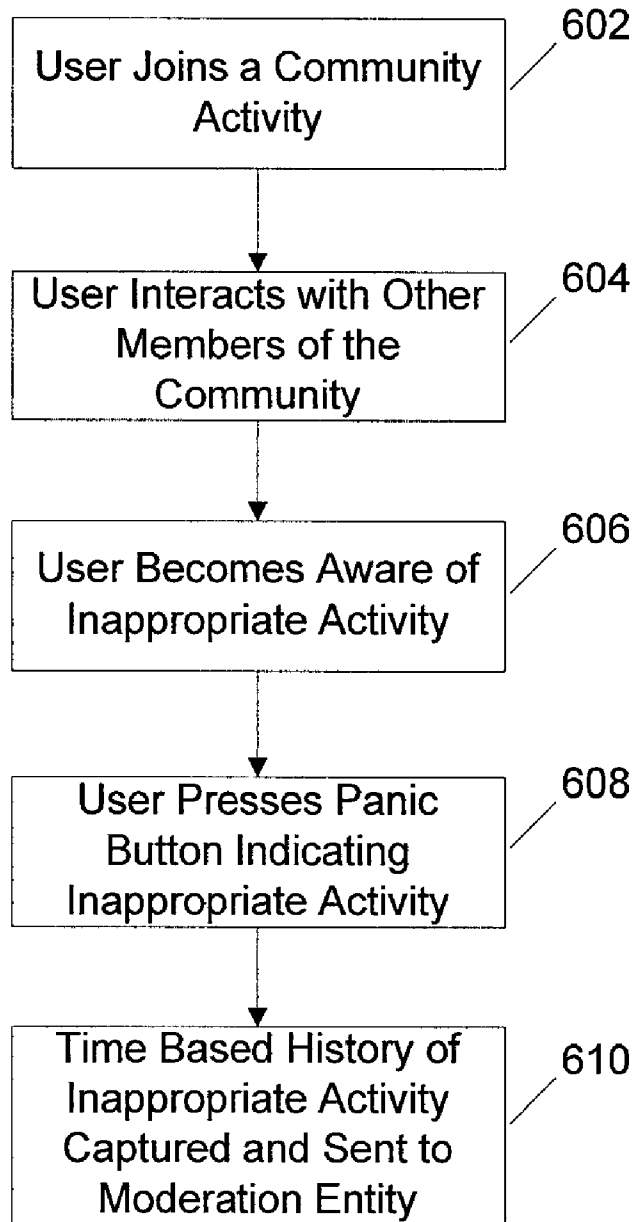 602
User Joins a Community
Activity
604
User Interacts with Other
Members of the
Community
606
User Becomes Aware of
Inappropriate Activity
608
User Presses Panic
Button Indicating
Inappropriate Activity
610
Time Based History of
Inappropriate Activity
Captured and Sent to
Moderation Entity